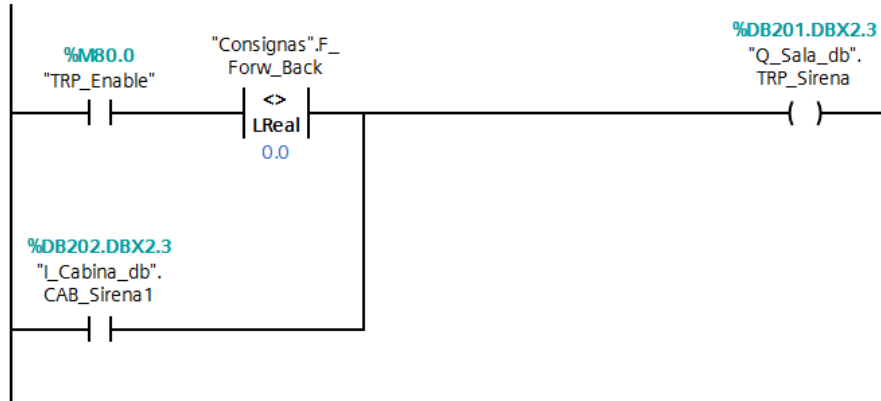 %M80.0
"TRP_Enable"
"Consignas".F_
Forw_Back
<>
LReal
0.0
%DB201.DBX2.3
"Q_Sala_db".
TRP_Sirena
%DB202.DBX2.3
"I_Cabina_db".
CAB_Sirena1